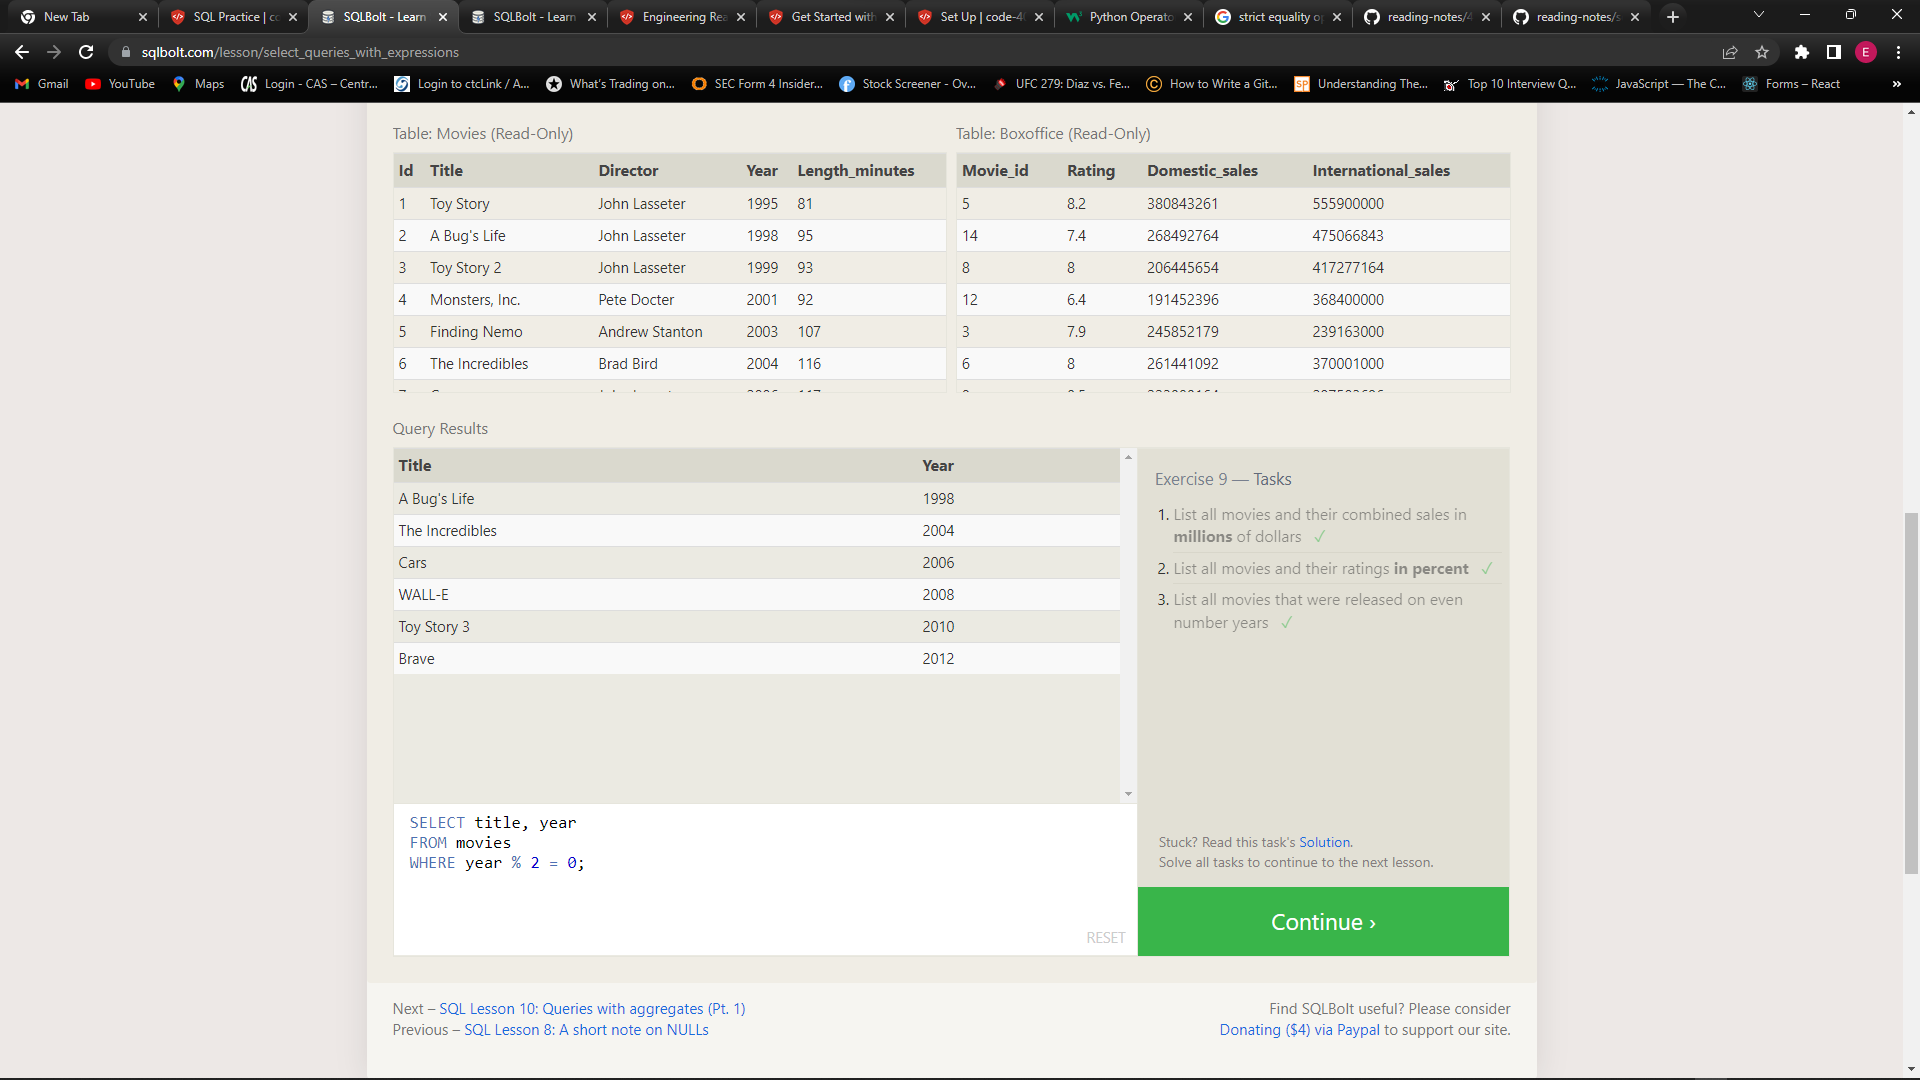 New Tab
SQL Practice | co
SQLBolt - Learn
SQLBolt - Learn
Engineering Rea
Get Started with
Set Up | code-4
Python Operato
strict equality op
reading-notes/4
reading-notes/s
sqlbolt.com/lesson/select_queries_with_expressions
E
Gmail
YouTube
Maps
Login - CAS – Centr...
Login to ctcLink / A...
What's Trading on...
SEC Form 4 Insider...
Stock Screener - Ov...
UFC 279: Diaz vs. Fe...
How to Write a Git...
Understanding The...
Top 10 Interview Q...
JavaScript — The C...
Forms – React
»
Table: Movies (Read-Only)
Id Title Director Year Length_minutes
1 Toy Story John Lasseter 1995 81
2 A Bug's Life John Lasseter 1998 95
3 Toy Story 2 John Lasseter 1999 93
4 Monsters, Inc. Pete Docter 2001 92
5 Finding Nemo Andrew Stanton 2003 107
6 The Incredibles Brad Bird 2004 116
Table: Boxoffice (Read-Only)
Movie_id Rating Domestic_sales International_sales
5 8.2 380843261 555900000
14 7.4 268492764 475066843
8 8 206445654 417277164
12 6.4 191452396 368400000
3 7.9 245852179 239163000
6 8 261441092 370001000
Query Results
Title Year
A Bug's Life 1998
The Incredibles 2004
Cars 2006
WALL-E 2008
Toy Story 3 2010
Brave 2012
SELECT title, year
FROM movies
WHERE year % 2 = 0;
RESET
Exercise 9 — Tasks
1. List all movies and their combined sales in
millions of dollars ✓
2. List all movies and their ratings in percent ✓
3. List all movies that were released on even
number years ✓
Stuck? Read this task's Solution.
Solve all tasks to continue to the next lesson.
Continue ›
Next – SQL Lesson 10: Queries with aggregates (Pt. 1)
Previous – SQL Lesson 8: A short note on NULLs
Find SQLBolt useful? Please consider
Donating ($4) via Paypal to support our site.